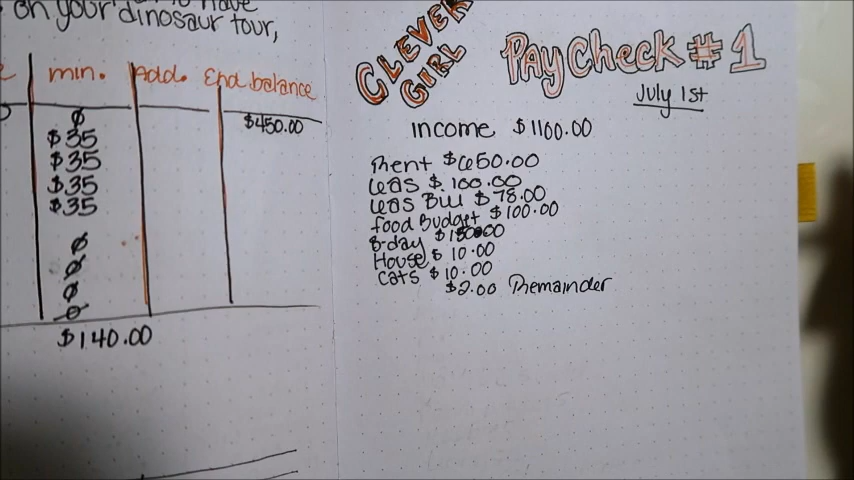 on your dinosaur tour,
min. Add. End balance
Ø $450.00
$35
$35
$35
$35
Ø
Ø
Ø
Ø
$140.00
CLEVER
GIRL
PayCheck #1
July 1st
income $1100.00
Rent $650.00
Gas $100.00
Gas Bill $78.00
food Budget $100.00
B-day $150.00
House $10.00
Cats $10.00
$2.00 Remainder